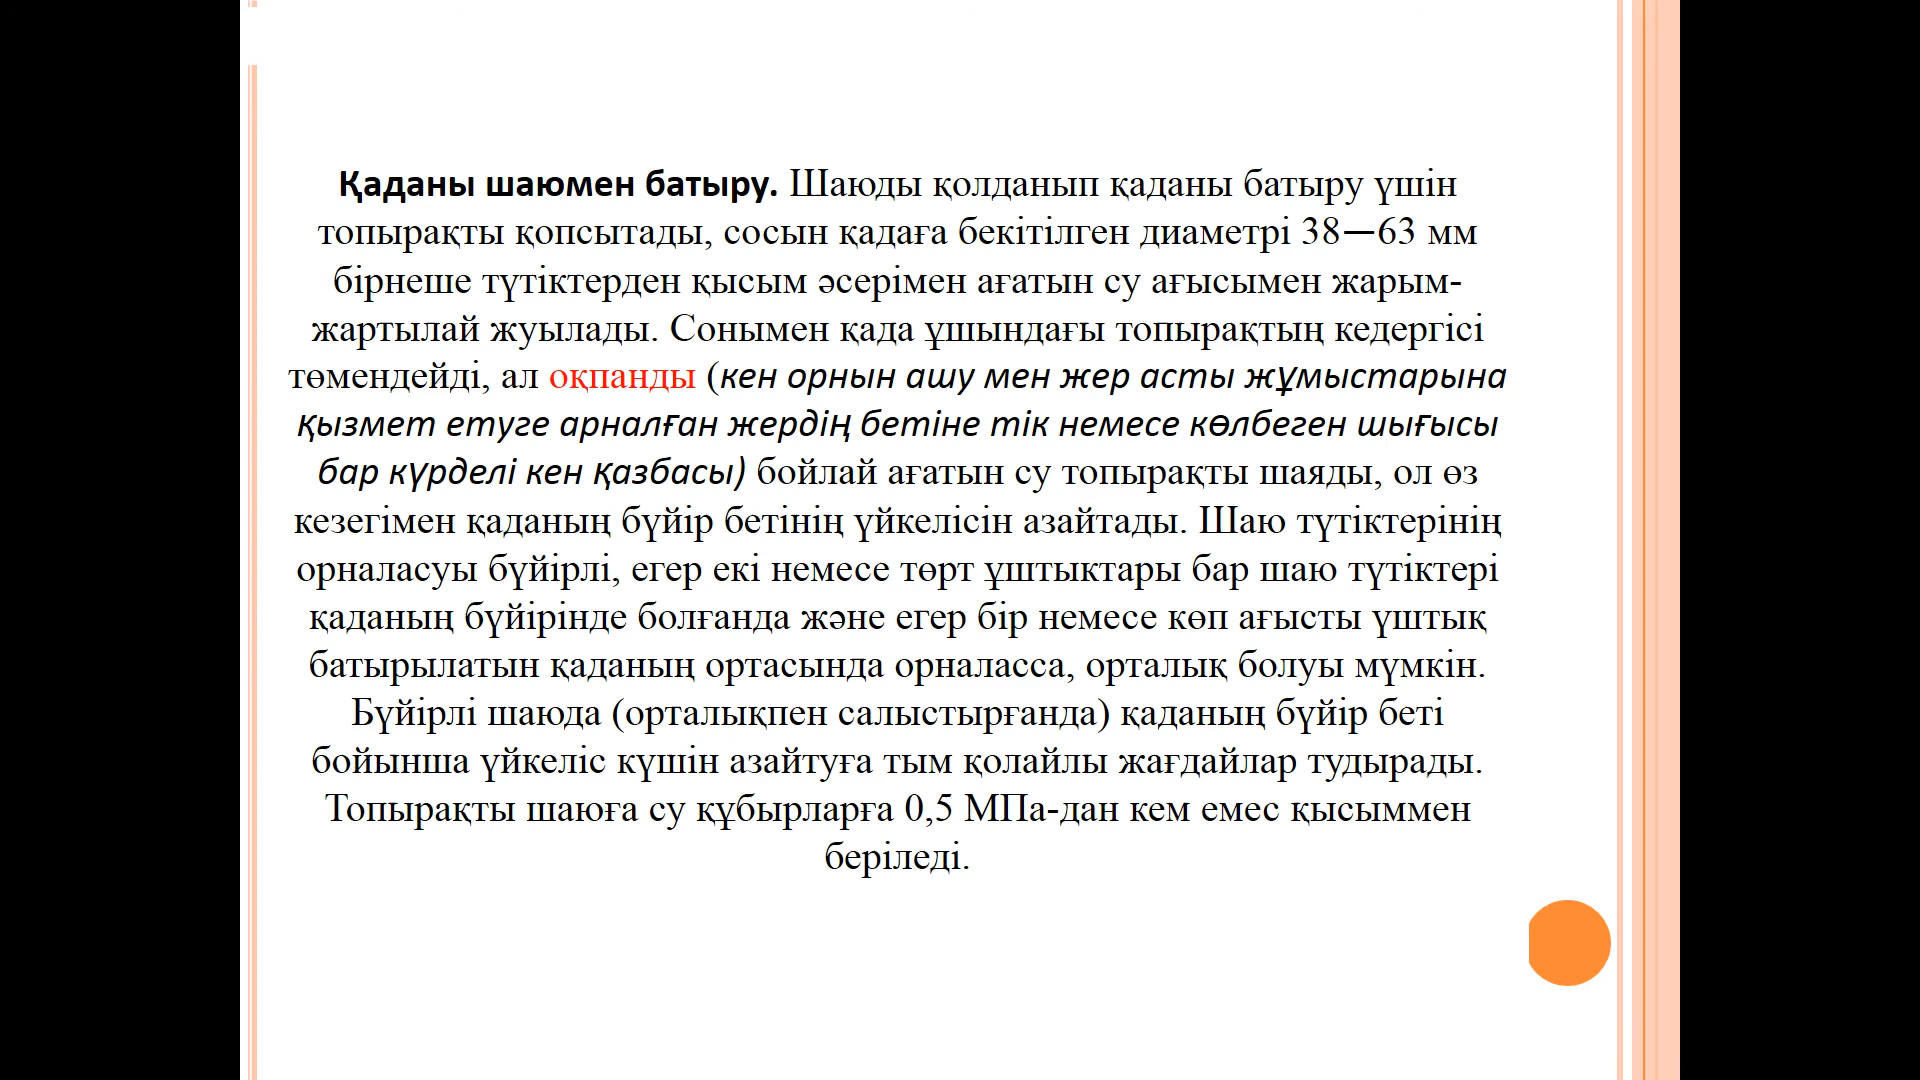 Қаданы шаюмен батыру. Шаюды қолданып қаданы батыру үшін
топырақты қопсытады, сосын қадаға бекітілген диаметрі 38—63 мм
бірнеше түтіктерден қысым әсерімен ағатын су ағысымен жарым-
жартылай жуылады. Сонымен қада ұшындағы топырақтың кедергісі
төмендейді, ал оқпанды (кен орнын ашу мен жер асты жұмыстарына
қызмет етуге арналған жердің бетіне тік немесе көлбеген шығысы
бар күрделі кен қазбасы) бойлай ағатын су топырақты шаяды, ол өз
кезегімен қаданың бүйір бетінің үйкелісін азайтады. Шаю түтіктерінің
орналасуы бүйірлі, егер екі немесе төрт ұштыктары бар шаю түтіктері
қаданың бүйірінде болғанда және егер бір немесе көп ағысты үштық
батырылатын қаданың ортасында орналасса, орталық болуы мүмкін.
Бүйірлі шаюда (орталықпен салыстырғанда) қаданың бүйір беті
бойынша үйкеліс күшін азайтуға тым қолайлы жағдайлар тудырады.
Топырақты шаюға су құбырларға 0,5 МПа-дан кем емес қысыммен
беріледі.